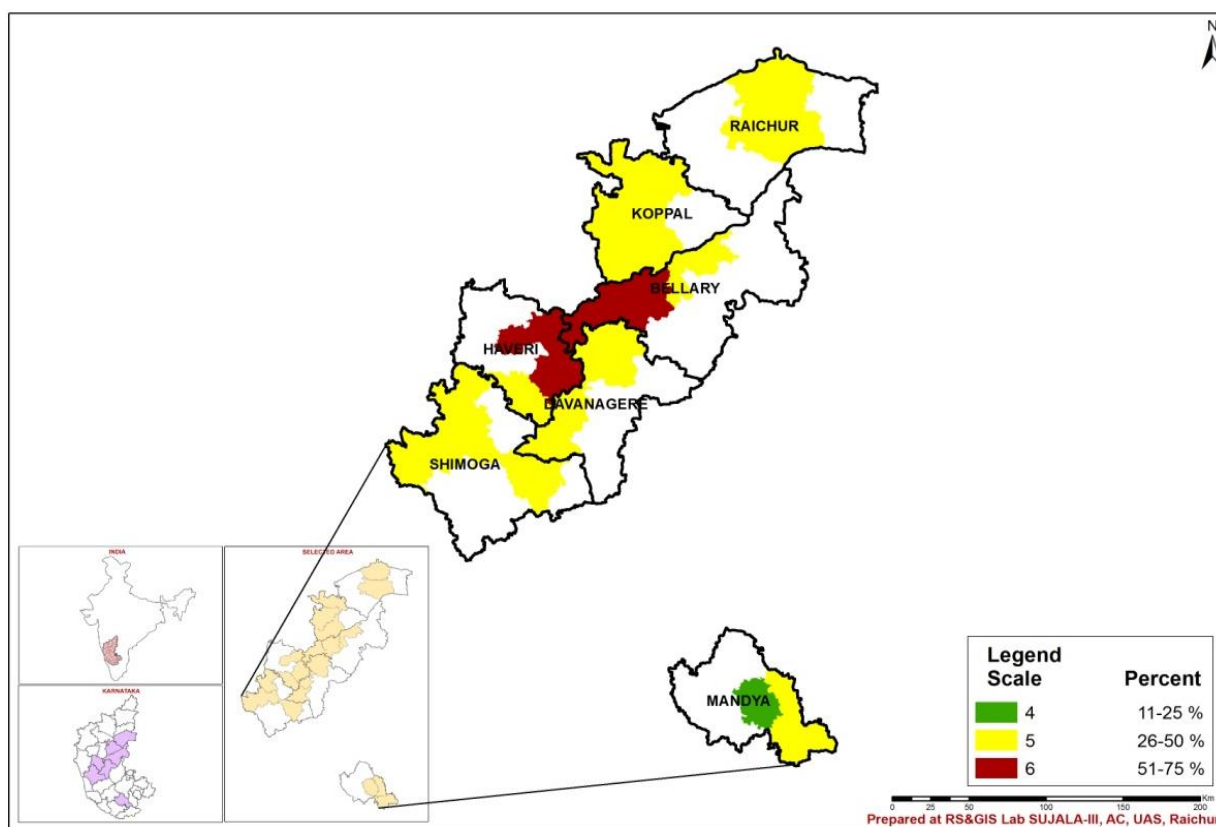 N
RAICHUR
KOPPAL
BELLARY
HAVERI
DAVANAGERE
SHIMOGA
INDIA
SELECTED AREA
KARNATAKA
MANDYA
Legend
Scale Percent
4 11-25 %
5 26-50 %
6 51-75 %
Km
0 25 50 100 150 200
Prepared at RS&GIS Lab SUJALA-III, AC, UAS, Raichur